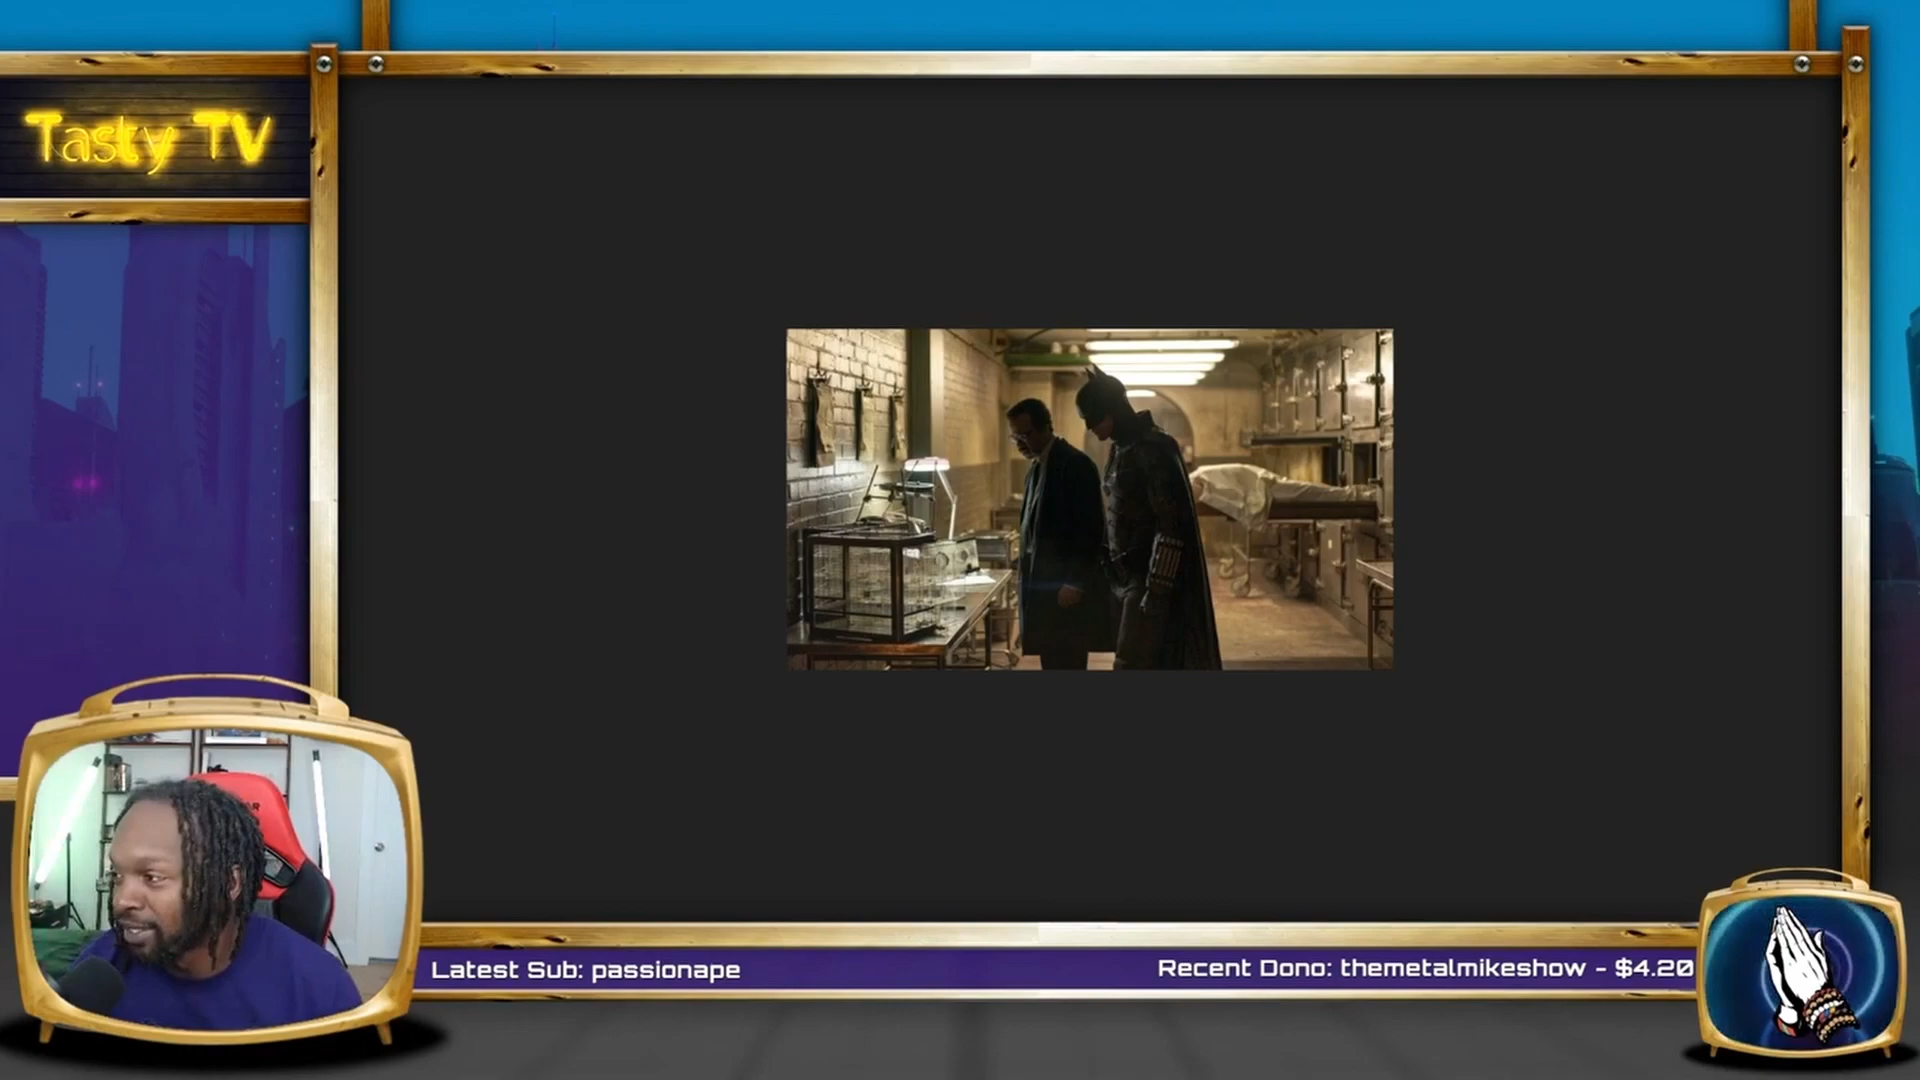 Tasty TV
Latest Sub: passionape
Recent Dono: themetalmikeshow - $4.20